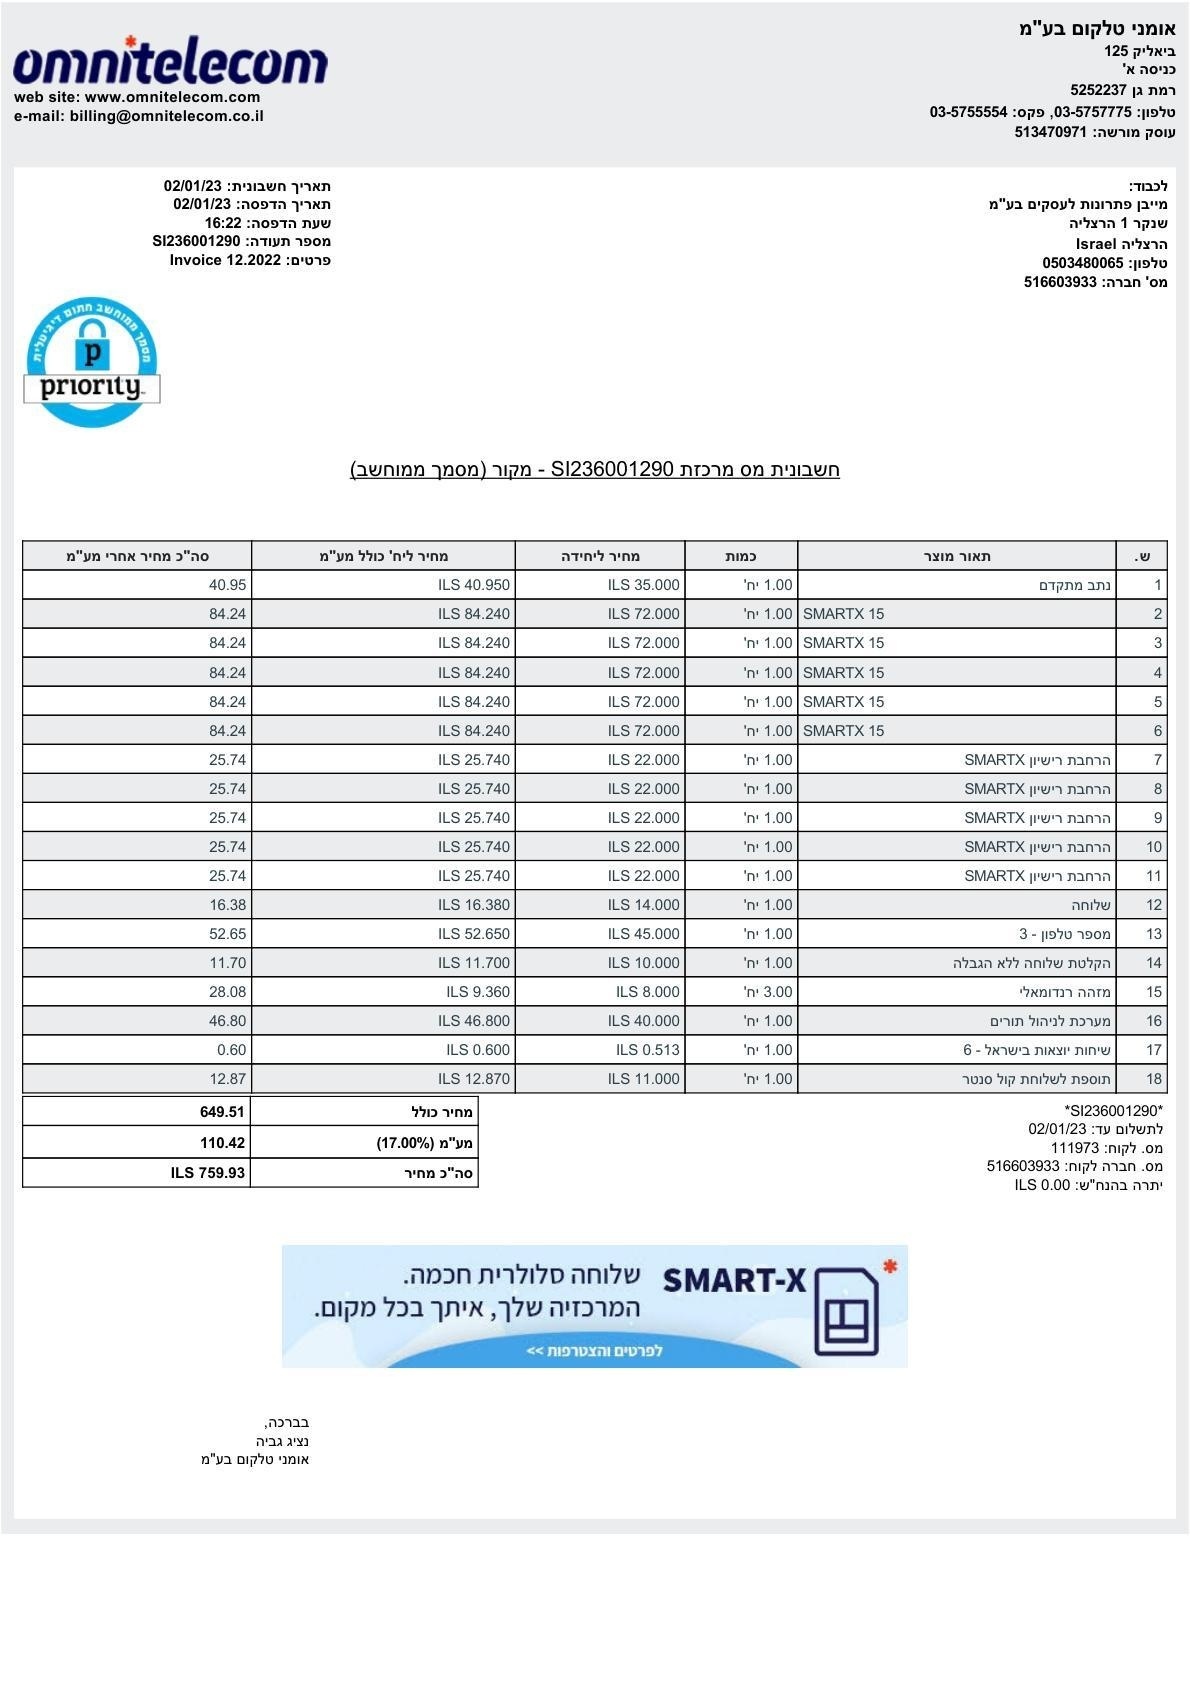 אומני טלקום בע"מ
ביאליק 125
כניסה א'
רמת גן 5252237
טלפון: 03-5757775, פקס: 03-5755554
עוסק מורשה: 513470971
omnitelecom
web site: www.omnitelecom.com
e-mail: billing@omnitelecom.co.il
לכבוד:
מייבן פתרונות לעסקים בע"מ
שנקר 1 הרצליה
הרצליה Israel
טלפון: 0503480065
מס' חברה: 516603933
תאריך חשבונית: 02/01/23
תאריך הדפסה: 02/01/23
שעת הדפסה: 16:22
מספר תעודה: SI236001290
פרטים: Invoice 12.2022
מסמך ממוחשב חתום דיגיטלית
p
priority
חשבונית מס מרכזת SI236001290 - מקור (מסמך ממוחשב)
ש. תאור מוצר כמות מחיר ליחידה מחיר ליח' כולל מע"מ סה"כ מחיר אחרי מע"מ
1 נתב מתקדם 1.00 יח' ILS 35.000 ILS 40.950 40.95
2 SMARTX 15 1.00 יח' ILS 72.000 ILS 84.240 84.24
3 SMARTX 15 1.00 יח' ILS 72.000 ILS 84.240 84.24
4 SMARTX 15 1.00 יח' ILS 72.000 ILS 84.240 84.24
5 SMARTX 15 1.00 יח' ILS 72.000 ILS 84.240 84.24
6 SMARTX 15 1.00 יח' ILS 72.000 ILS 84.240 84.24
7 הרחבת רישיון SMARTX 1.00 יח' ILS 22.000 ILS 25.740 25.74
8 הרחבת רישיון SMARTX 1.00 יח' ILS 22.000 ILS 25.740 25.74
9 הרחבת רישיון SMARTX 1.00 יח' ILS 22.000 ILS 25.740 25.74
10 הרחבת רישיון SMARTX 1.00 יח' ILS 22.000 ILS 25.740 25.74
11 הרחבת רישיון SMARTX 1.00 יח' ILS 22.000 ILS 25.740 25.74
12 שלוחה 1.00 יח' ILS 14.000 ILS 16.380 16.38
13 מספר טלפון - 3 1.00 יח' ILS 45.000 ILS 52.650 52.65
14 הקלטת שלוחה ללא הגבלה 1.00 יח' ILS 10.000 ILS 11.700 11.70
15 מזהה רנדומאלי 3.00 יח' ILS 8.000 ILS 9.360 28.08
16 מערכת לניהול תורים 1.00 יח' ILS 40.000 ILS 46.800 46.80
17 שיחות יוצאות בישראל - 6 1.00 יח' ILS 0.513 ILS 0.600 0.60
18 תוספת לשלוחת קול סנטר 1.00 יח' ILS 11.000 ILS 12.870 12.87
*SI236001290*
לתשלום עד: 02/01/23
מס. לקוח: 111973
מס. חברה לקוח: 516603933
יתרה בהנח"ש: ILS 0.00
מחיר כולל 649.51
מע"מ (17.00%) 110.42
סה"כ מחיר ILS 759.93
SMART-X שלוחה סלולרית חכמה.
המרכזיה שלך, איתך בכל מקום.
לפרטים והצטרפות >>
בברכה,
נציג גביה
אומני טלקום בע"מ